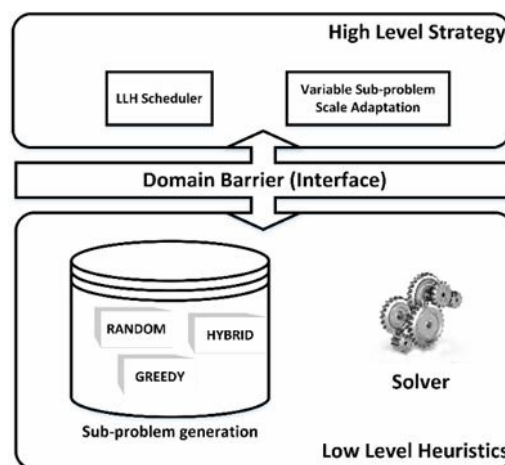 High Level Strategy
LLH Scheduler
Variable Sub-problem
Scale Adaptation
Domain Barrier (Interface)
RANDOM
HYBRID
GREEDY
Solver
Sub-problem generation
Low Level Heuristics